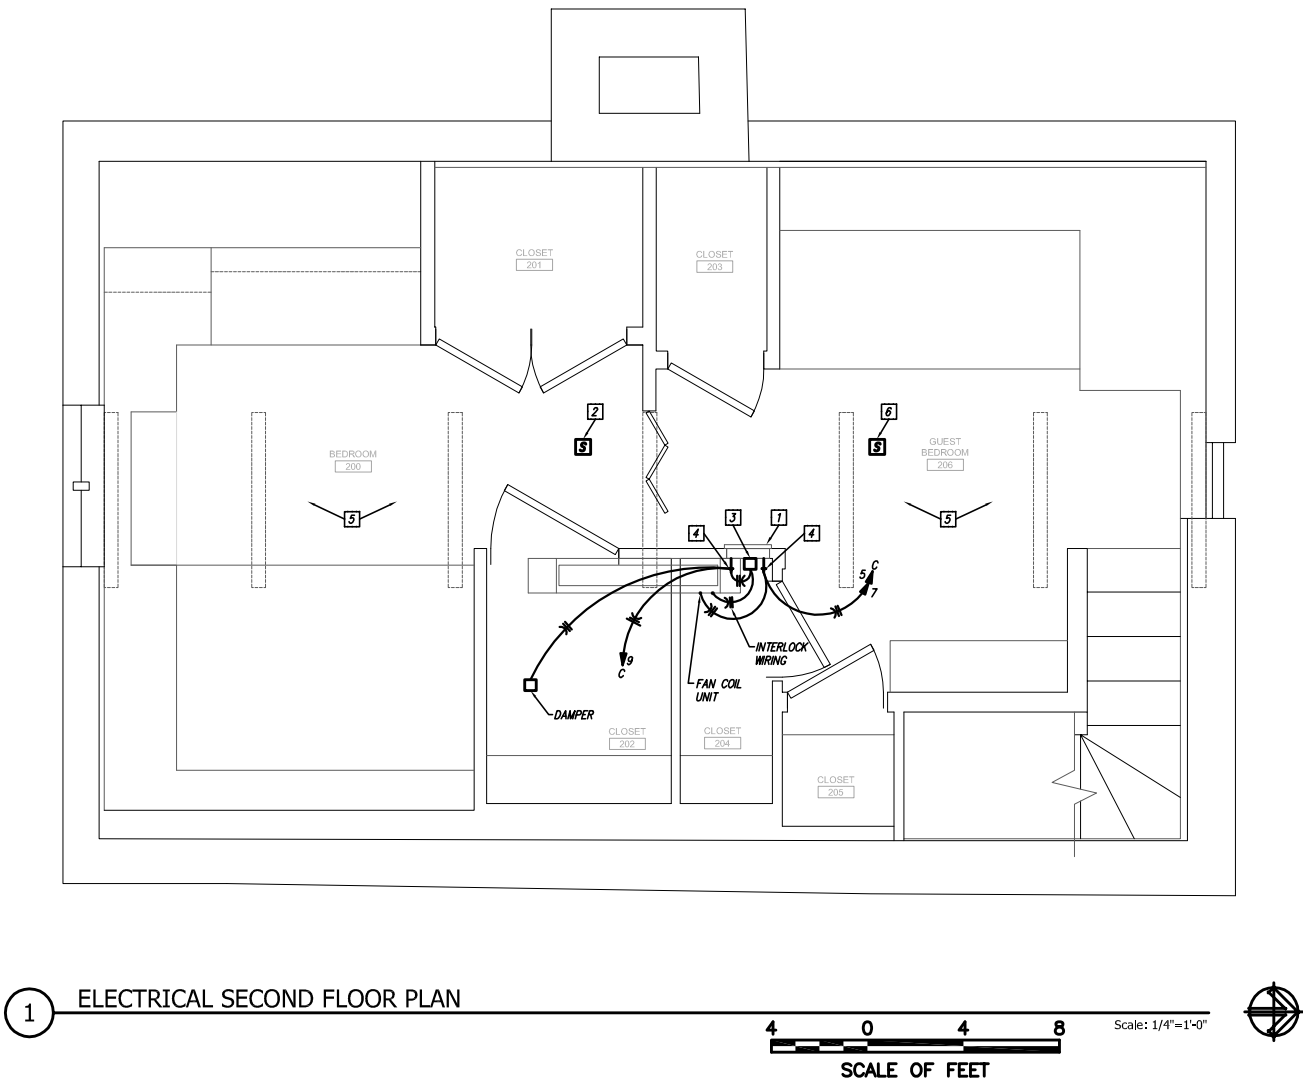 CLOSET
201
CLOSET
203
2
6
S
S
BEDROOM
200
GUEST
BEDROOM
206
5
5
4
3
1
4
C
5
7
9
C
INTERLOCK
WIRING
FAN COIL
UNIT
DAMPER
CLOSET
202
CLOSET
204
CLOSET
205
1
ELECTRICAL SECOND FLOOR PLAN
4 0 4 8
Scale: 1/4"=1'-0"
SCALE OF FEET